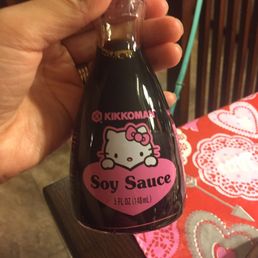 KIKKOMAN
Soy Sauce
5 FL OZ (148 mL)